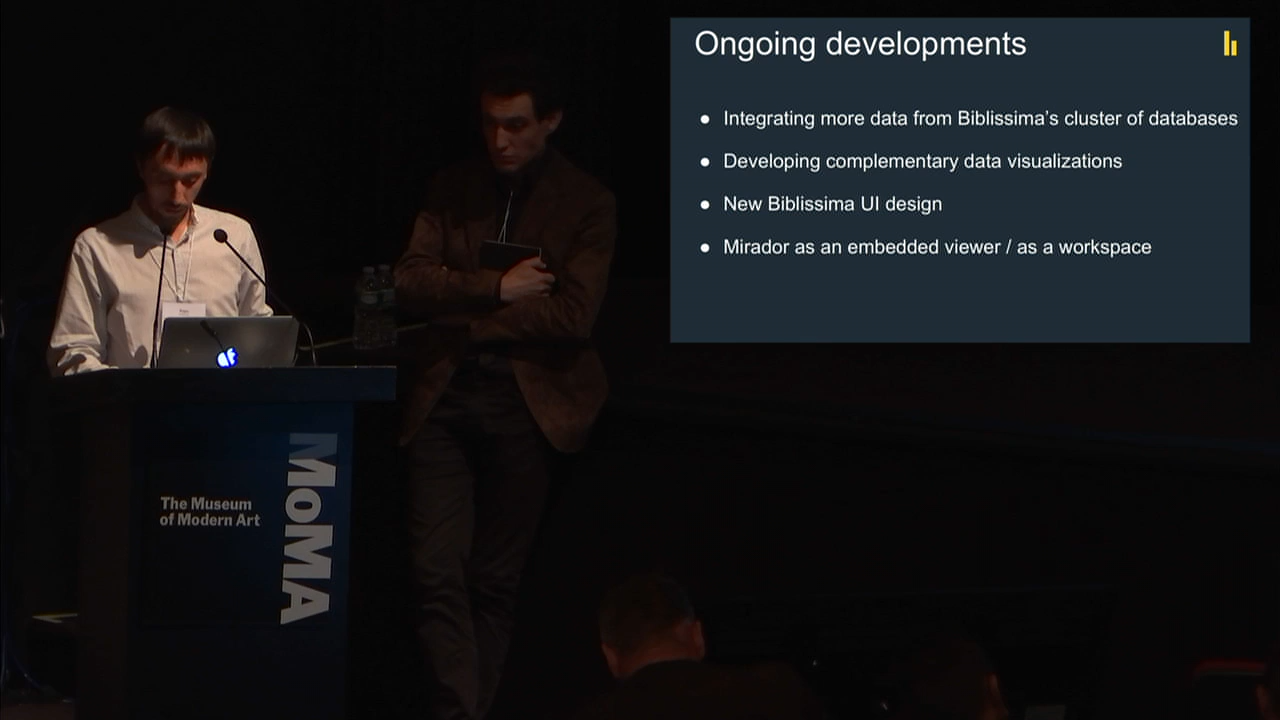 Ongoing developments
● Integrating more data from Biblissima's cluster of databases
● Developing complementary data visualizations
● New Biblissima UI design
● Mirador as an embedded viewer / as a workspace
The Museum
of Modern Art
MoMA